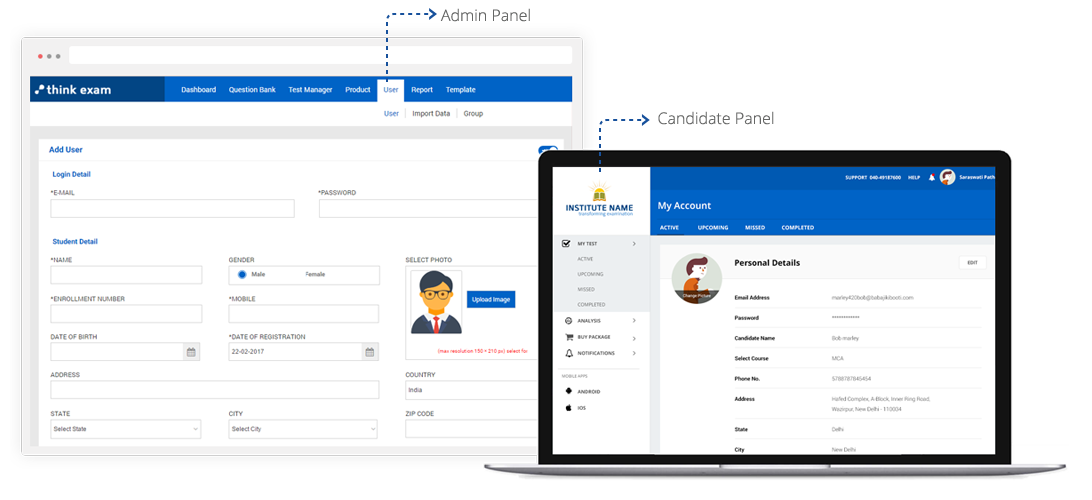 Admin Panel
think exam
Dashboard Question Bank Test Manager Product User Report Template
User Import Data Group
Add User
Login Detail
*E-MAIL *PASSWORD
Student Detail
*NAME GENDER SELECT PHOTO
Male Female
Upload Image
*ENROLLMENT NUMBER *MOBILE
DATE OF BIRTH *DATE OF REGISTRATION
22-02-2017
(max resolution 150 * 210 px) select for
ADDRESS COUNTRY
India
STATE CITY ZIP CODE
Select State Select City
Candidate Panel
INSTITUTE NAME
transforming examination
MY TEST
ACTIVE
UPCOMING
MISSED
COMPLETED
ANALYSIS
BUY PACKAGE
NOTIFICATIONS
MOBILE APPS
ANDROID
IOS
SUPPORT 040-49187600 HELP Saraswati Path
My Account
ACTIVE UPCOMING MISSED COMPLETED
Change Picture
Personal Details EDIT
Email Address marley420bob@babajikibooti.com
Password ************
Candidate Name Bob marley
Select Course MCA
Phone No. 5788787845454
Address Hafed Complex, A-Block, Inner Ring Road,
Wazirpur, New Delhi - 110004
State Delhi
City New Delhi